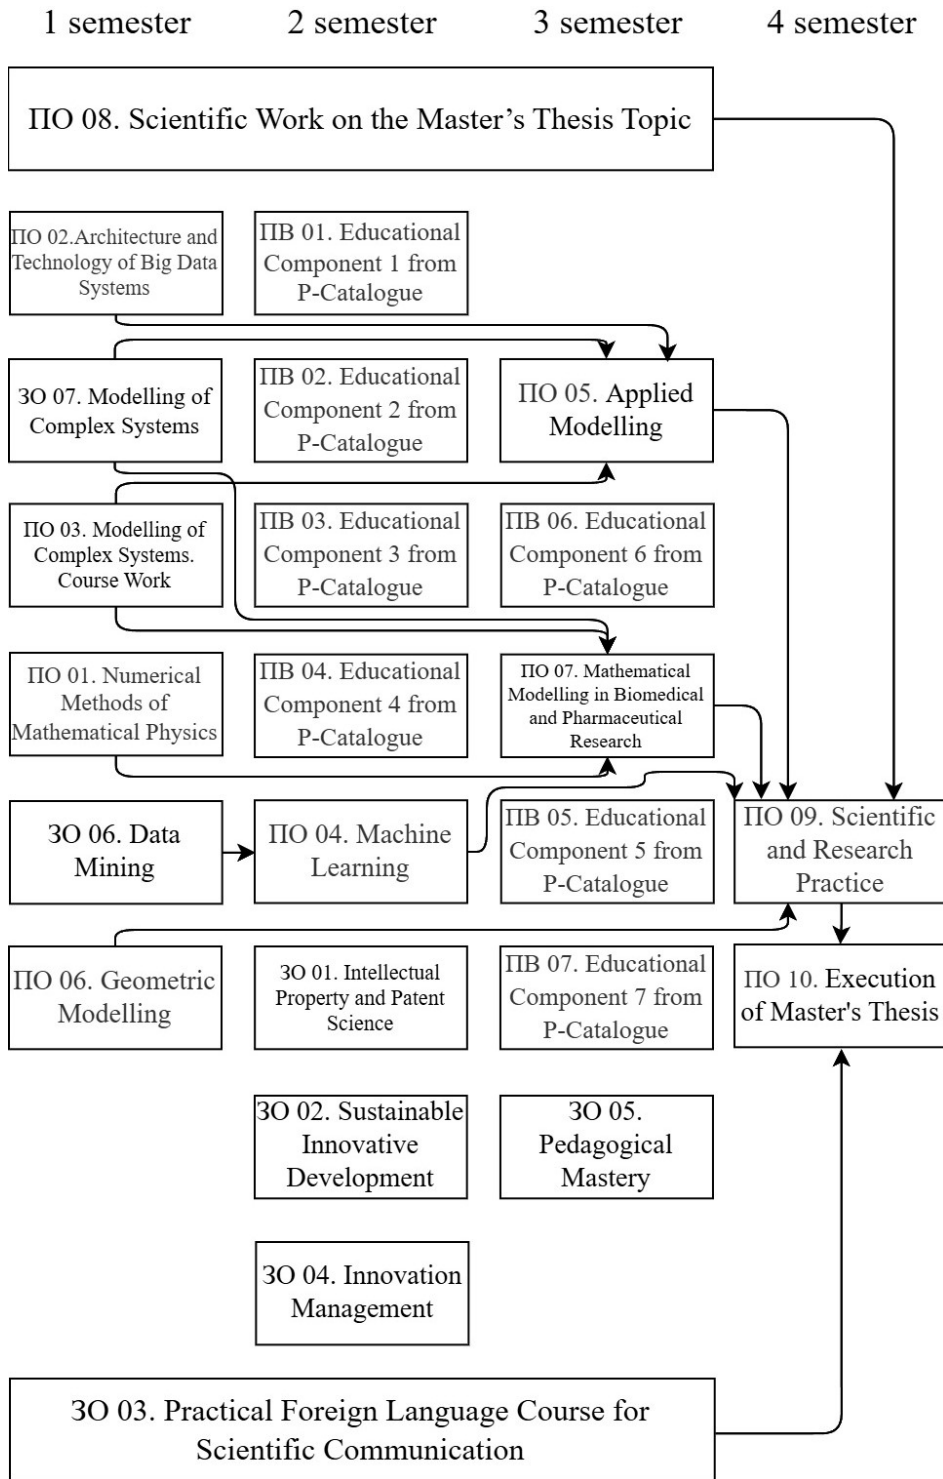 1 semester
2 semester
3 semester
4 semester
ПО 08. Scientific Work on the Master’s Thesis Topic
ПО 02.Architecture and
Technology of Big Data
Systems
ПВ 01. Educational
Component 1 from
P-Catalogue
ЗО 07. Modelling of
Complex Systems
ПВ 02. Educational
Component 2 from
P-Catalogue
ПО 05. Applied
Modelling
ПО 03. Modelling of
Complex Systems.
Course Work
ПВ 03. Educational
Component 3 from
P-Catalogue
ПВ 06. Educational
Component 6 from
P-Catalogue
ПО 01. Numerical
Methods of
Mathematical Physics
ПВ 04. Educational
Component 4 from
P-Catalogue
ПО 07. Mathematical
Modelling in Biomedical
and Pharmaceutical
Research
ЗО 06. Data
Mining
ПО 04. Machine
Learning
ПВ 05. Educational
Component 5 from
P-Catalogue
ПО 09. Scientific
and Research
Practice
ПО 06. Geometric
Modelling
ЗО 01. Intellectual
Property and Patent
Science
ПВ 07. Educational
Component 7 from
P-Catalogue
ПО 10. Execution
of Master's Thesis
ЗО 02. Sustainable
Innovative
Development
ЗО 05.
Pedagogical
Mastery
ЗО 04. Innovation
Management
ЗО 03. Practical Foreign Language Course for
Scientific Communication